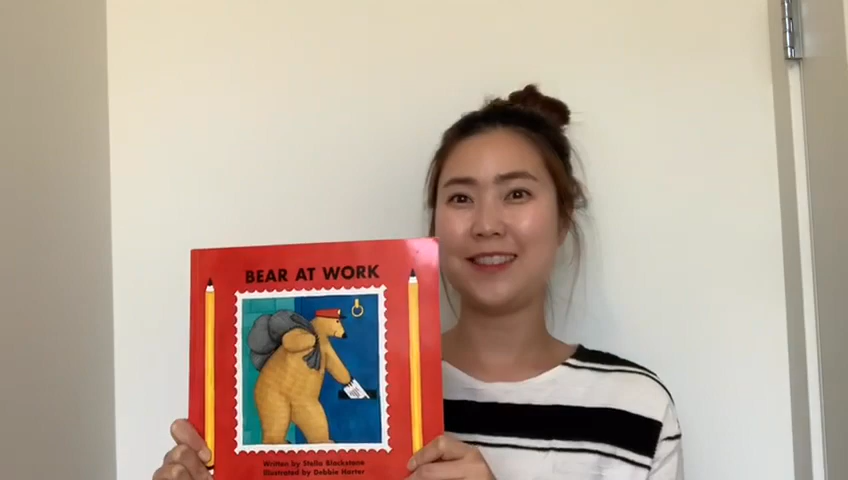 BEAR AT WORK
Written by Stella Blackstone
Illustrated by Debbie Harter